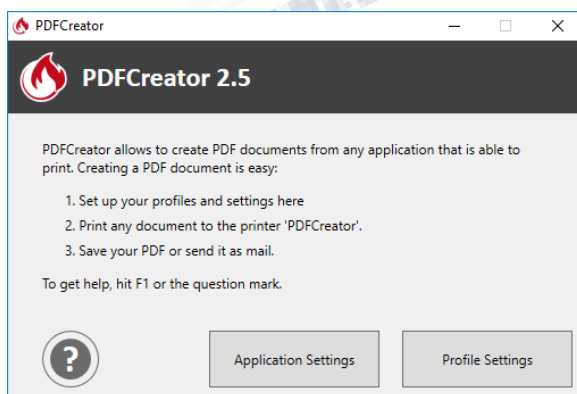 PDFCreator
PDFCreator 2.5
PDFCreator allows to create PDF documents from any application that is able to
print. Creating a PDF document is easy:
1. Set up your profiles and settings here
2. Print any document to the printer 'PDFCreator'.
3. Save your PDF or send it as mail.
To get help, hit F1 or the question mark.
?
Application Settings
Profile Settings